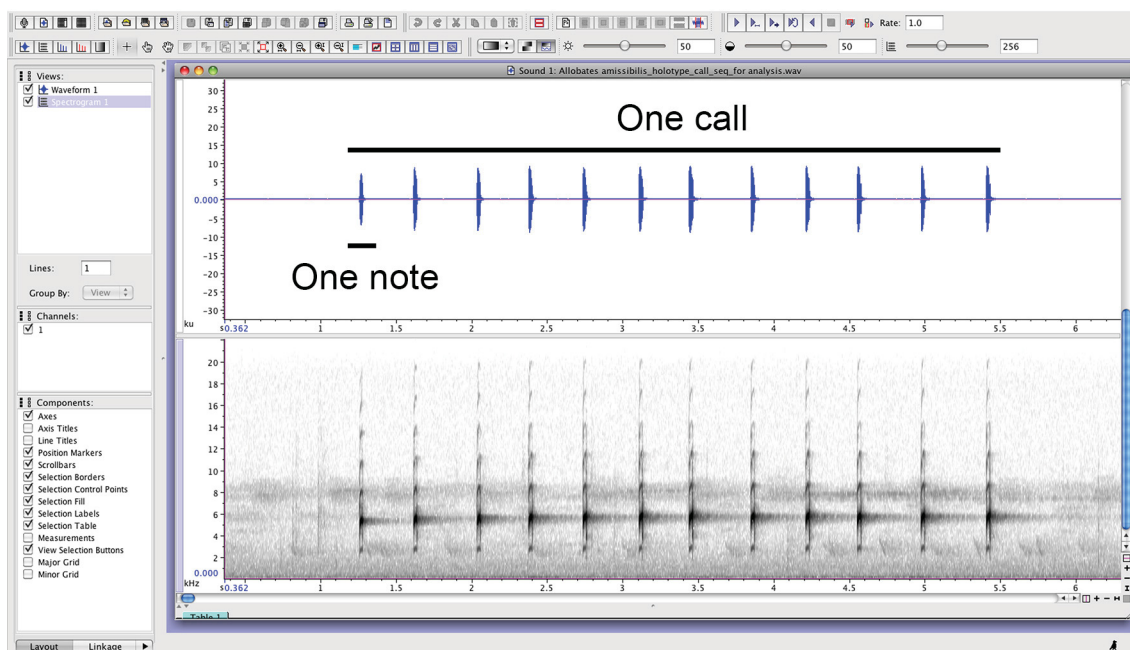 Rate: 1.0
50 50 256
Views:
Waveform 1
Spectrogram 1
Lines: 1
Group By: View
Channels:
1
Components:
Axes
Axis Titles
Line Titles
Position Markers
Scrollbars
Selection Borders
Selection Control Points
Selection Fill
Selection Labels
Selection Table
Measurements
View Selection Buttons
Major Grid
Minor Grid
Layout Linkage
Sound 1: Allobates amissibilis_holotype_call_seq_for analysis.wav
One call
One note
30
25
20
15
10
5
0.000
-5
-10
-15
-20
-25
-30
ku
s0.362 1 1.5 2 2.5 3 3.5 4 4.5 5 5.5 6
20
18
16
14
12
10
8
6
4
2
0.000
kHz
s0.362 1 1.5 2 2.5 3 3.5 4 4.5 5 5.5 6
Table 1